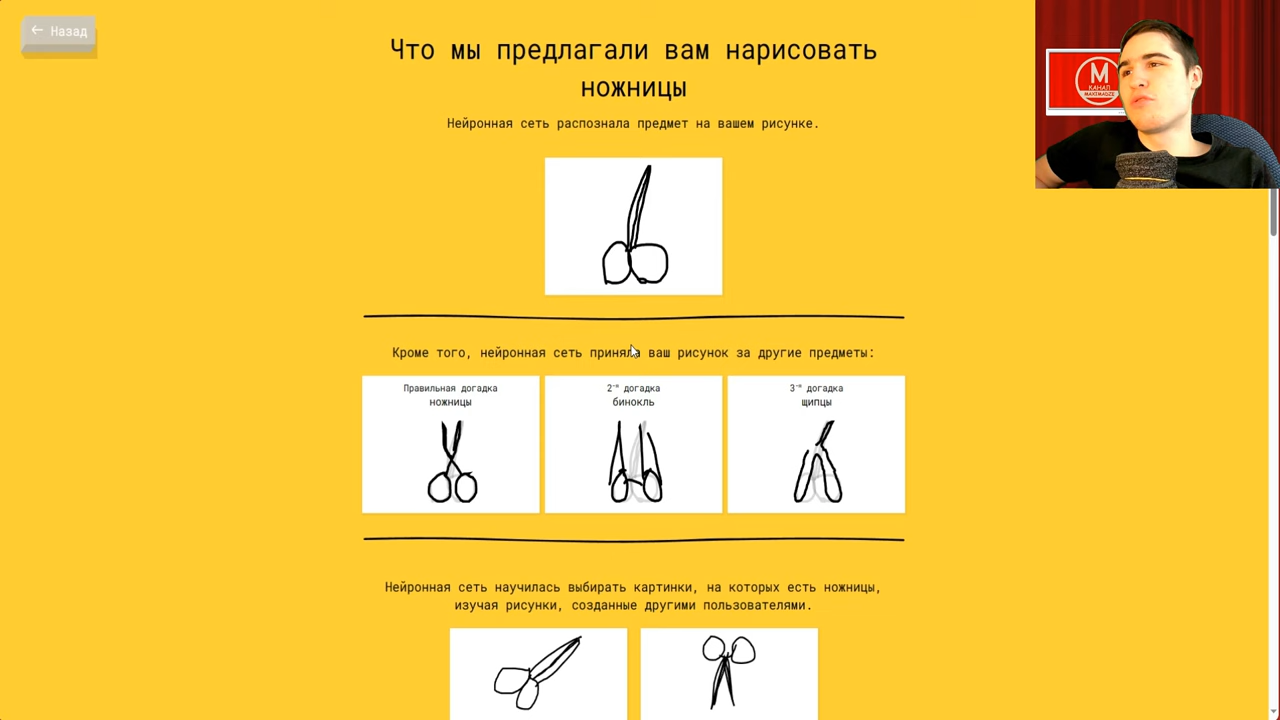 ← Назад
Что мы предлагали вам нарисовать
ножницы
Нейронная сеть распознала предмет на вашем рисунке.
М
КАНАЛ
МАКТМАDZE
Кроме того, нейронная сеть приняла ваш рисунок за другие предметы:
Правильная догадка
ножницы
2-я догадка
бинокль
3-я догадка
щипцы
Нейронная сеть научилась выбирать картинки, на которых есть ножницы,
изучая рисунки, созданные другими пользователями.